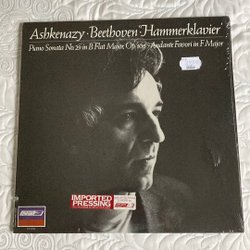 Ashkenazy · Beethoven 'Hammerklavier'
Piano Sonata No. 29 in B Flat Major, Op. 106 · Andante Favori in F Major
IMPORTED
PRESSING